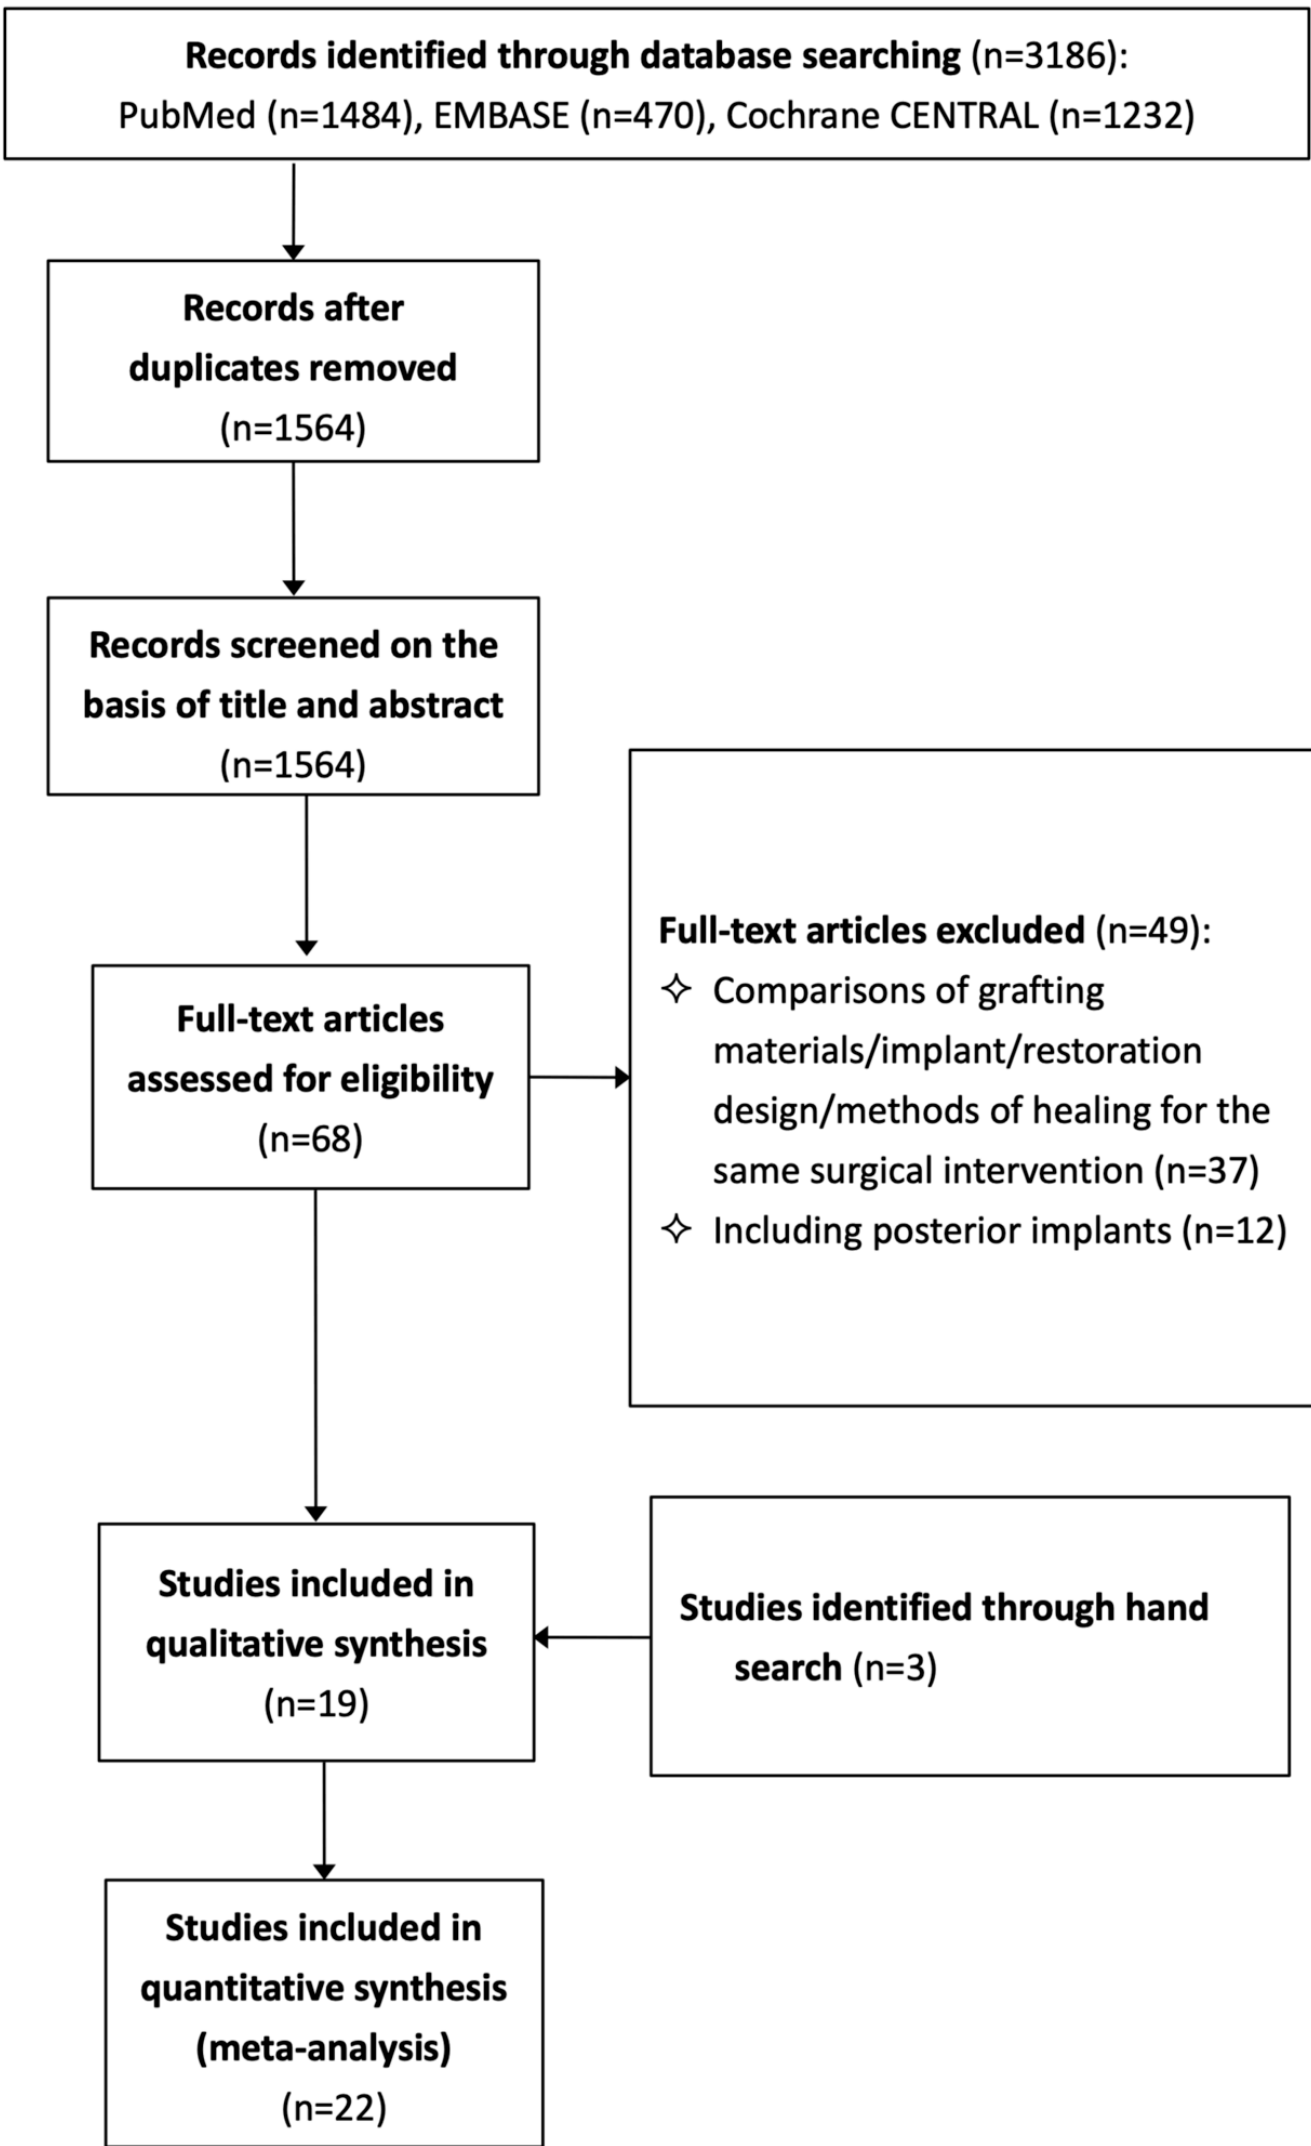 Records identified through database searching (n=3186):
PubMed (n=1484), EMBASE (n=470), Cochrane CENTRAL (n=1232)
Records after
duplicates removed
(n=1564)
Records screened on the
basis of title and abstract
(n=1564)
Full-text articles
assessed for eligibility
(n=68)
Full-text articles excluded (n=49):
✧ Comparisons of grafting
materials/implant/restoration
design/methods of healing for the
same surgical intervention (n=37)
✧ Including posterior implants (n=12)
Studies included in
qualitative synthesis
(n=19)
Studies identified through hand
search (n=3)
Studies included in
quantitative synthesis
(meta-analysis)
(n=22)